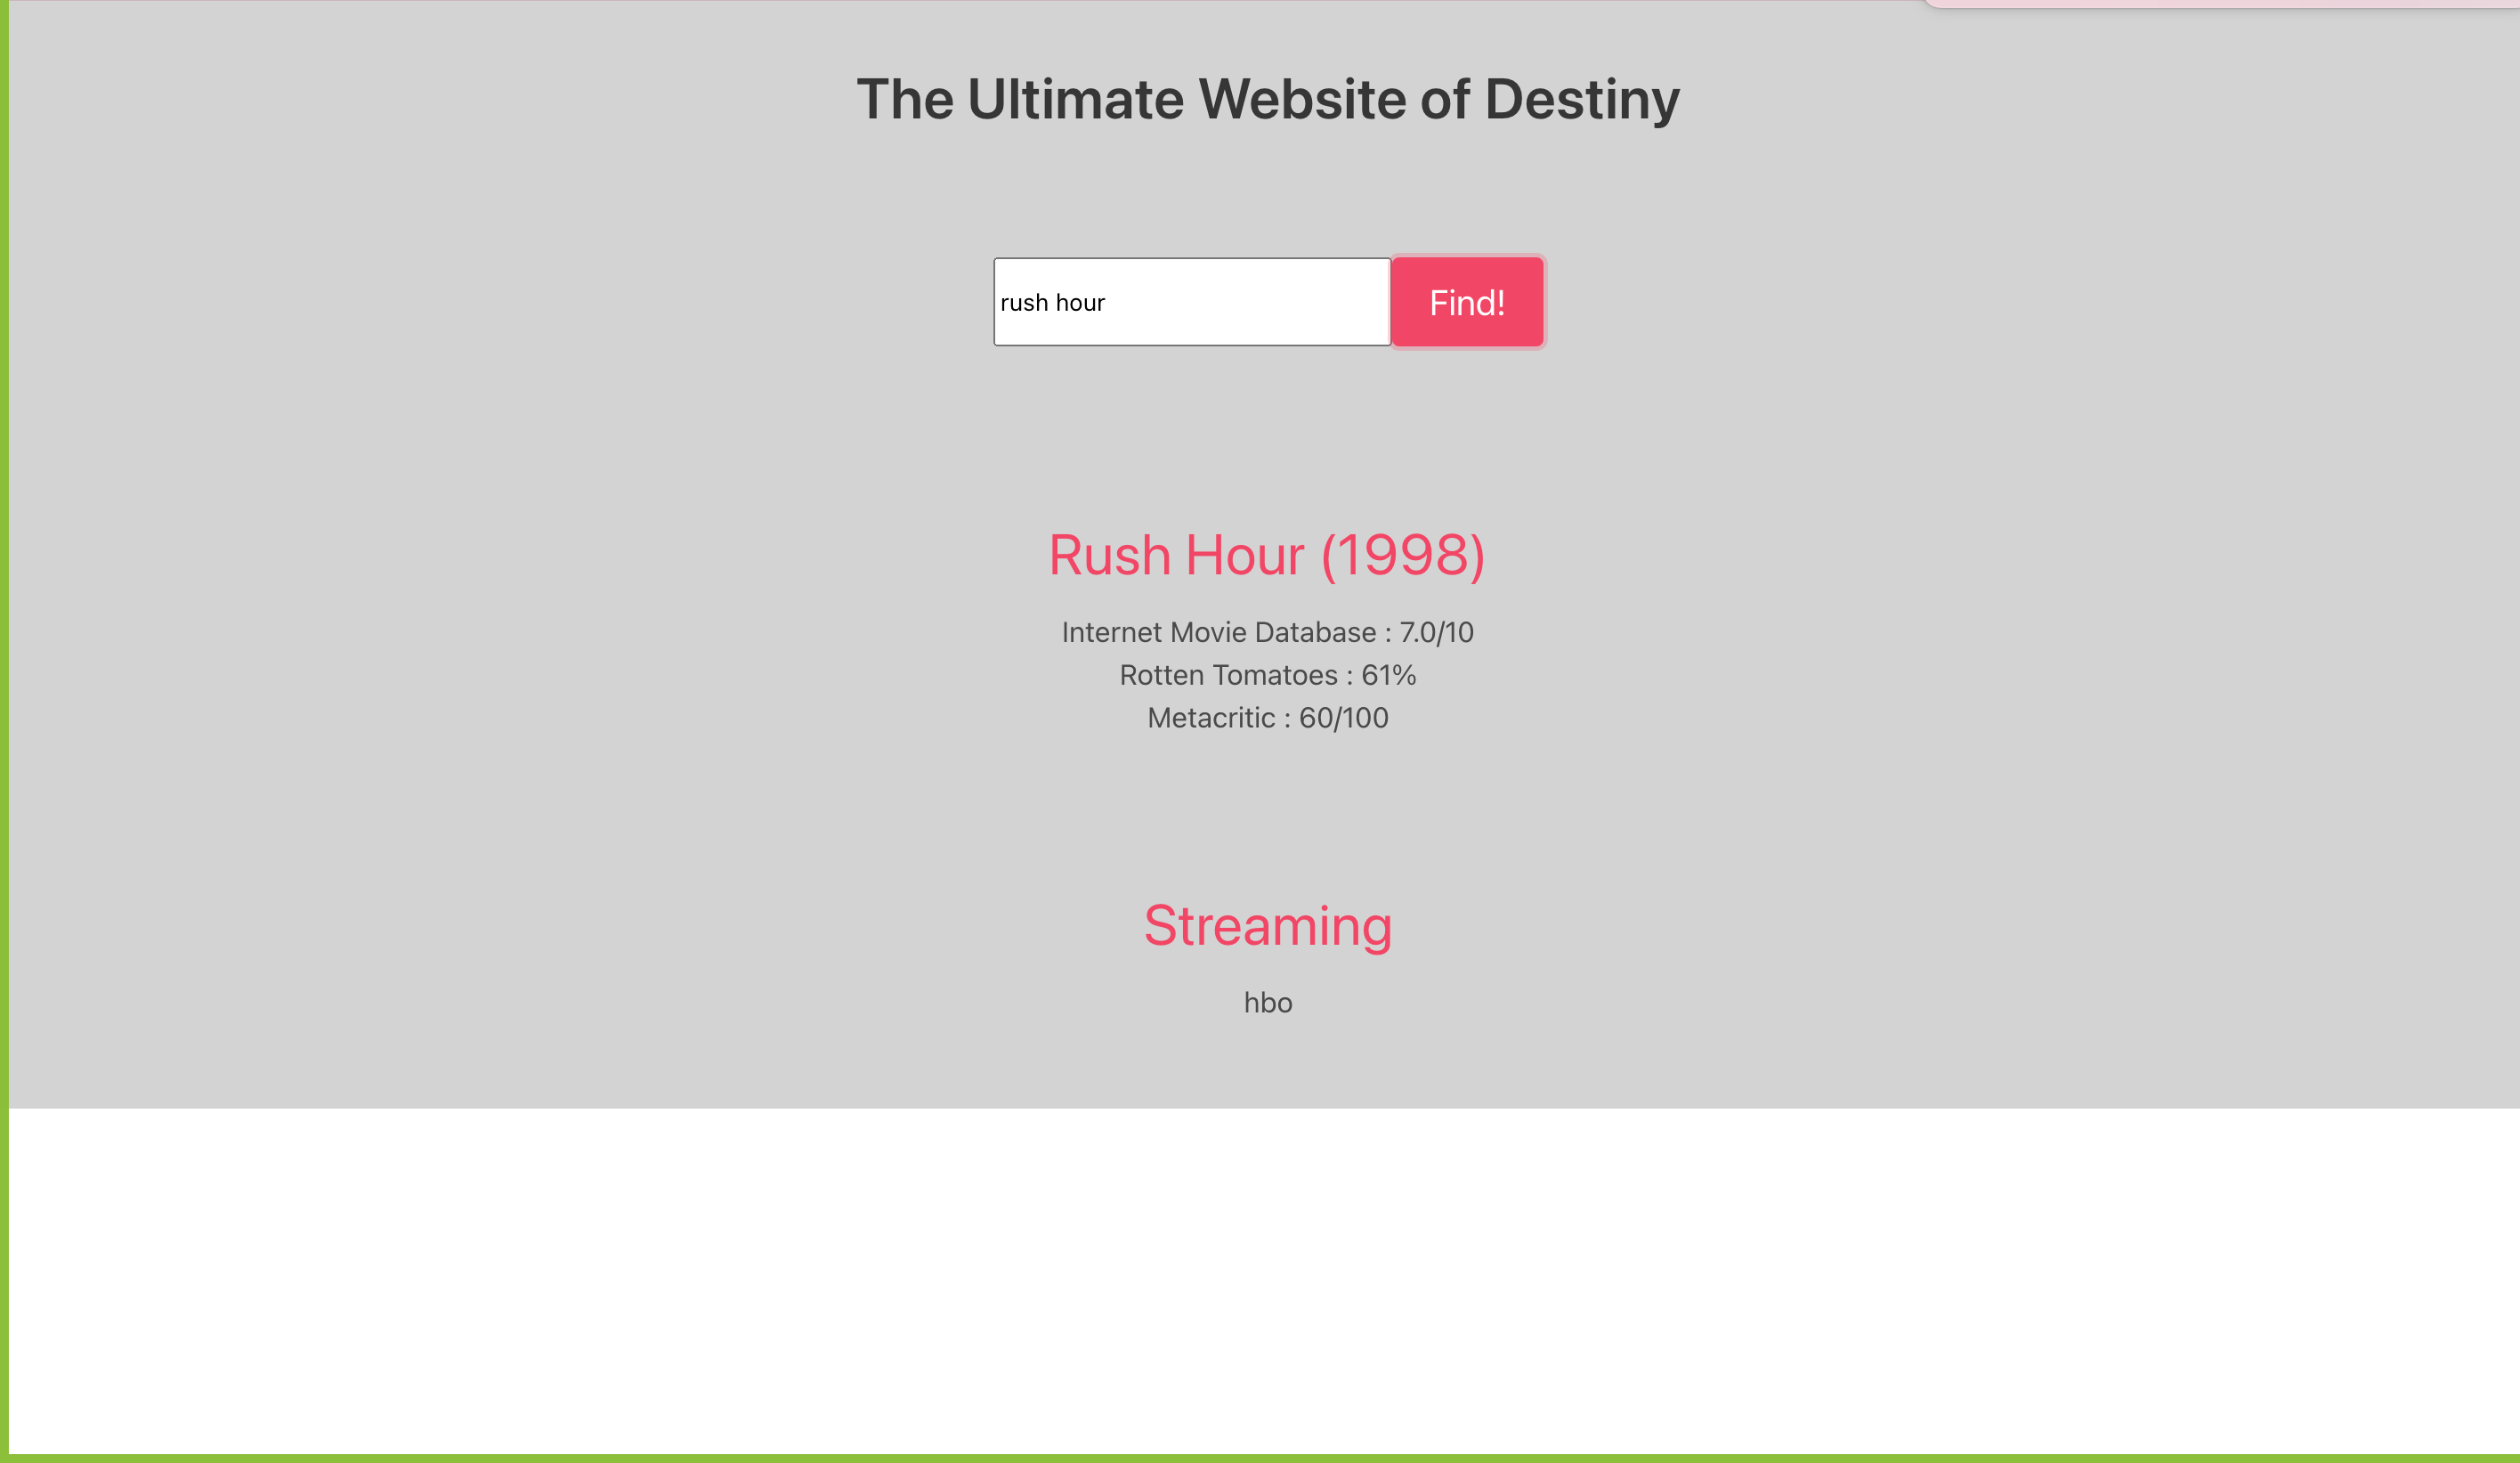 The Ultimate Website of Destiny
rush hour
Find!
Rush Hour (1998)
Internet Movie Database : 7.0/10
Rotten Tomatoes : 61%
Metacritic : 60/100
Streaming
hbo